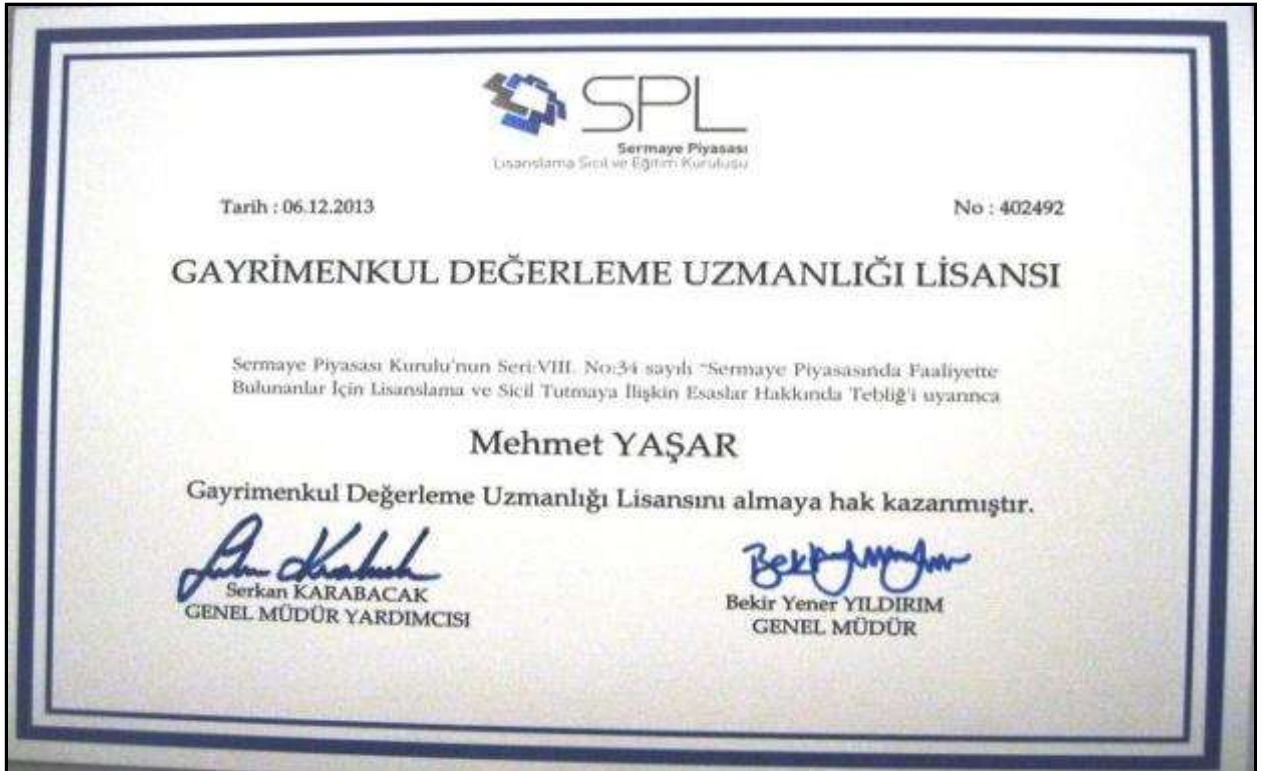 SPL
Sermaye Piyasası
Lisanslama Sicil ve Eğitim Kurulusu
Tarih : 06.12.2013
No : 402492
GAYRİMENKUL DEĞERLEME UZMANLIĞI LİSANSI
Sermaye Piyasası Kurulu'nun Seri:VIII. No:34 sayılı "Sermaye Piyasasında Faaliyette
Bulunanlar İçin Lisanslama ve Sicil Tutmaya İlişkin Esaslar Hakkında Tebliğ'i uyarınca
Mehmet YAŞAR
Gayrimenkul Değerleme Uzmanlığı Lisansını almaya hak kazanmıştır.
Serkan KARABACAK
GENEL MÜDÜR YARDIMCISI
Bekir Yener YILDIRIM
GENEL MÜDÜR